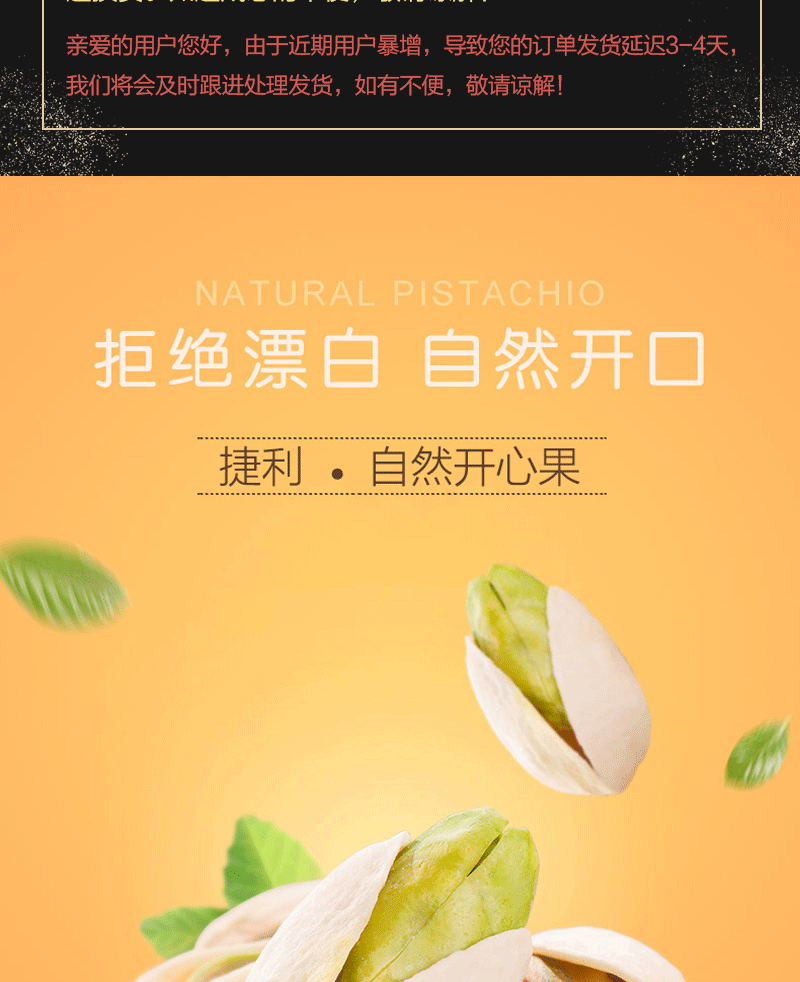 亲爱的用户您好，由于近期用户暴增，导致您的订单发货延迟3-4天，
我们将会及时跟进处理发货，如有不便，敬请谅解！
NATURAL PISTACHIO
拒绝漂白 自然开口
捷利 • 自然开心果